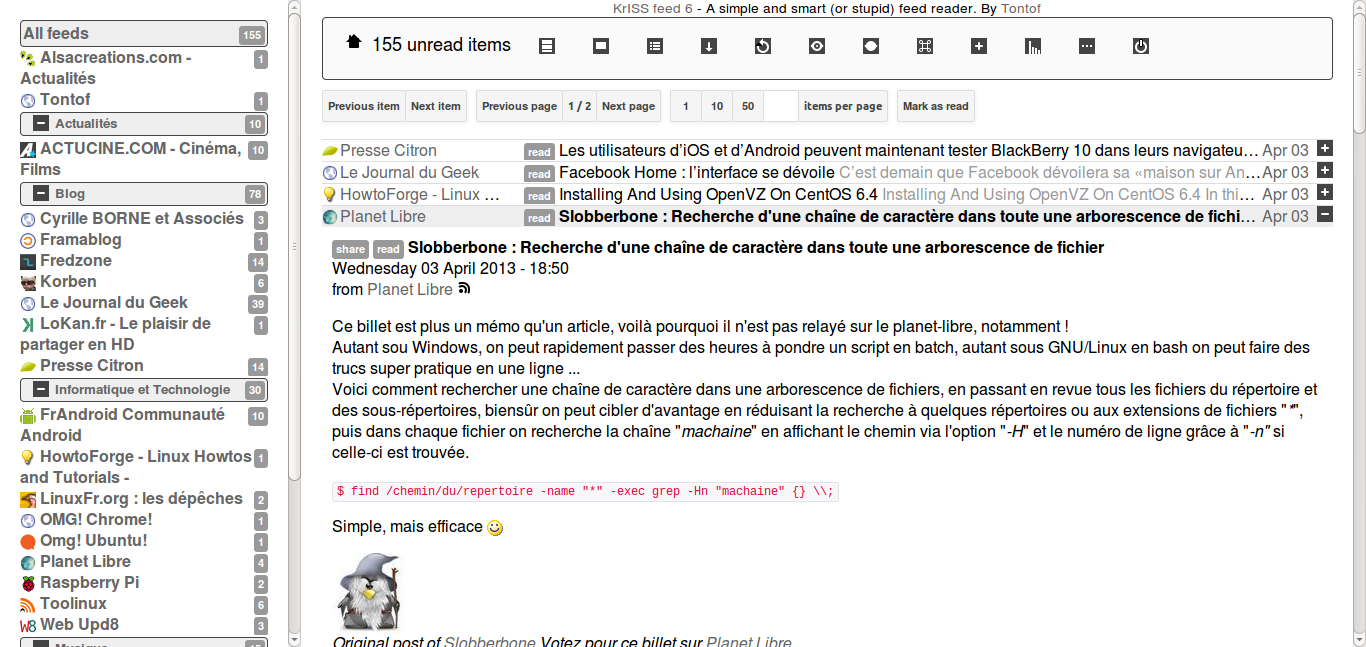 KrISS feed 6 - A simple and smart (or stupid) feed reader. By Tontof
All feeds 155
Alsacreations.com - 1
Actualités
Tontof 1
Actualités 10
ACTUCINE.COM - Cinéma, 10
Films
Blog 78
Cyrille BORNE et Associés 3
Framablog 1
Fredzone 14
Korben 6
Le Journal du Geek 39
LoKan.fr - Le plaisir de 1
partager en HD
Presse Citron 14
Informatique et Technologie 30
FrAndroid Communauté 10
Android
HowtoForge - Linux Howtos 1
and Tutorials -
LinuxFr.org : les dépêches 2
OMG! Chrome! 1
Omg! Ubuntu! 1
Planet Libre 4
Raspberry Pi 2
Toolinux 6
Web Upd8 3
Musique 15
155 unread items
Previous item Next item Previous page 1 / 2 Next page 1 10 50 items per page Mark as read
Presse Citron read Les utilisateurs d’iOS et d’Android peuvent maintenant tester BlackBerry 10 dans leurs navigateu… Apr 03
Le Journal du Geek read Facebook Home : l’interface se dévoile C’est demain que Facebook dévoilera sa «maison sur An… Apr 03
HowtoForge - Linux … read Installing And Using OpenVZ On CentOS 6.4 Installing And Using OpenVZ On CentOS 6.4 In thi… Apr 03
Planet Libre read Slobberbone : Recherche d'une chaîne de caractère dans toute une arborescence de fichi… Apr 03
share read Slobberbone : Recherche d'une chaîne de caractère dans toute une arborescence de fichier
Wednesday 03 April 2013 - 18:50
from Planet Libre
Ce billet est plus un mémo qu'un article, voilà pourquoi il n'est pas relayé sur le planet-libre, notamment !
Autant sou Windows, on peut rapidement passer des heures à pondre un script en batch, autant sous GNU/Linux en bash on peut faire des
trucs super pratique en une ligne ...
Voici comment rechercher une chaîne de caractère dans une arborescence de fichiers, en passant en revue tous les fichiers du répertoire et
des sous-répertoires, biensûr on peut cibler d'avantage en réduisant la recherche à quelques répertoires ou aux extensions de fichiers "*",
puis dans chaque fichier on recherche la chaîne "machaine" en affichant le chemin via l'option "-H" et le numéro de ligne grâce à "-n" si
celle-ci est trouvée.
$ find /chemin/du/repertoire -name "*" -exec grep -Hn "machaine" {} \\;
Simple, mais efficace
Original post of Slobberbone.Votez pour ce billet sur Planet Libre.